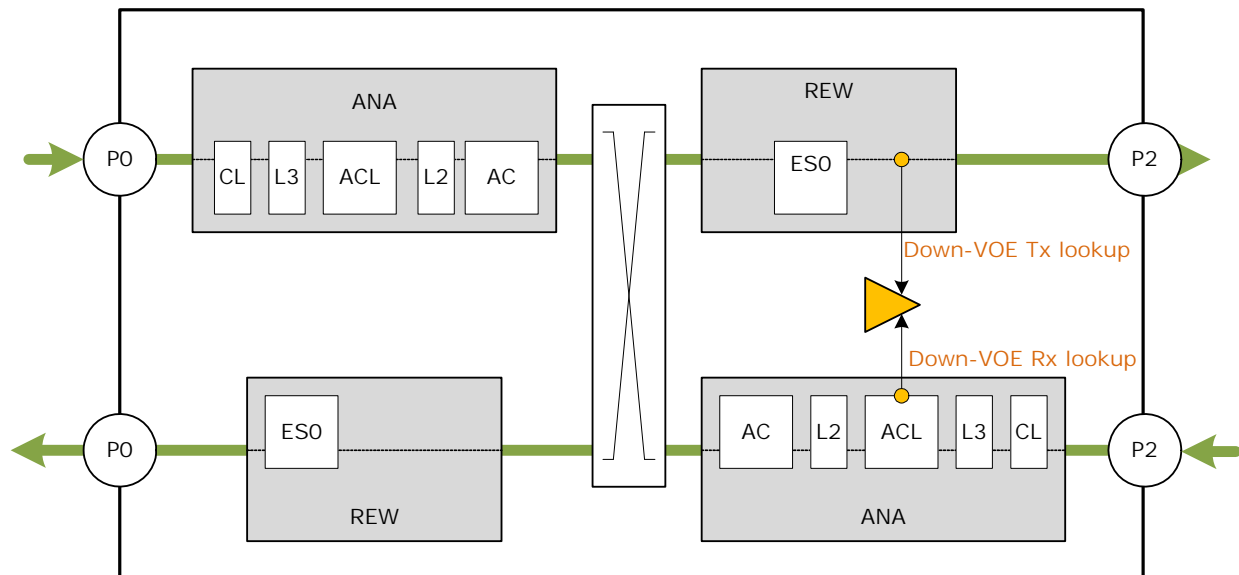 ANA
REW
P0
CL
L3
ACL
L2
AC
ES0
P2
Down-VOE Tx lookup
Down-VOE Rx lookup
P0
ES0
REW
AC
L2
ACL
L3
CL
P2
ANA